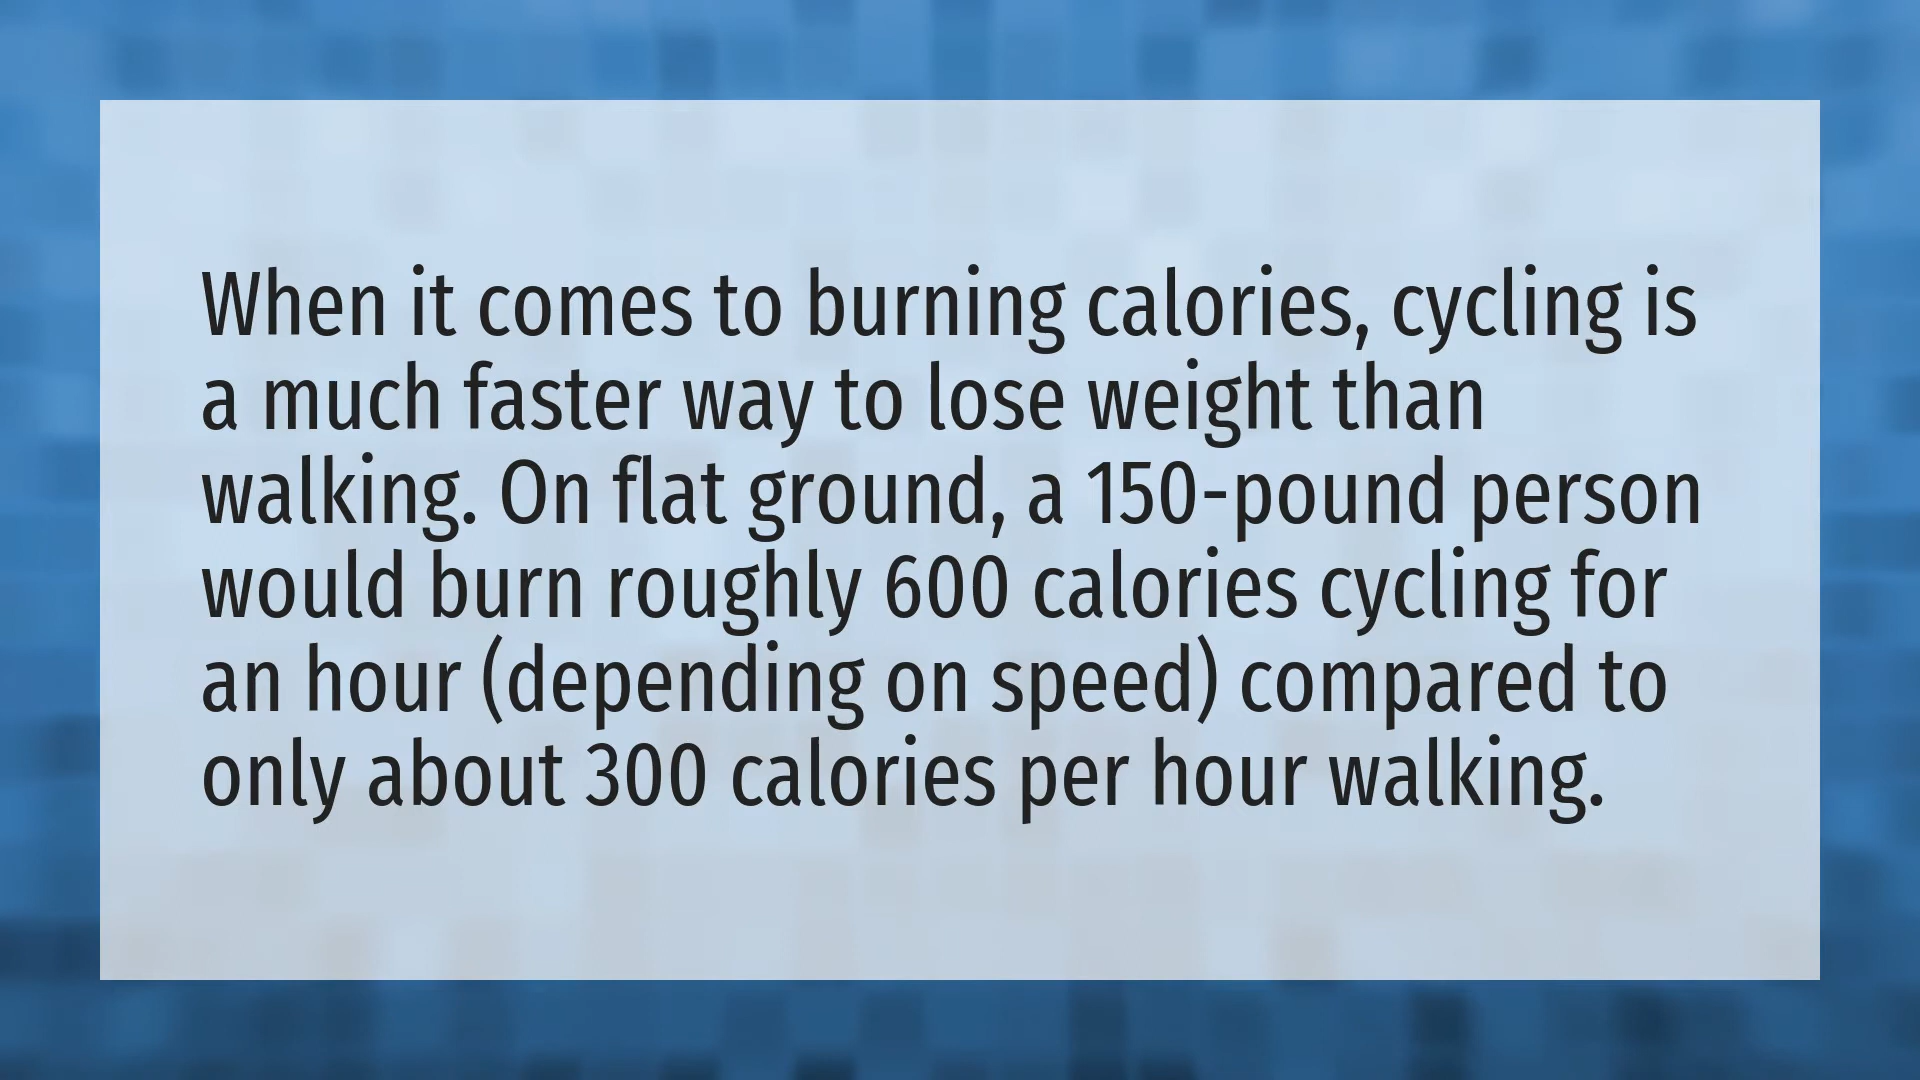 When it comes to burning calories, cycling is
a much faster way to lose weight than
walking. On flat ground, a 150-pound person
would burn roughly 600 calories cycling for
an hour (depending on speed) compared to
only about 300 calories per hour walking.